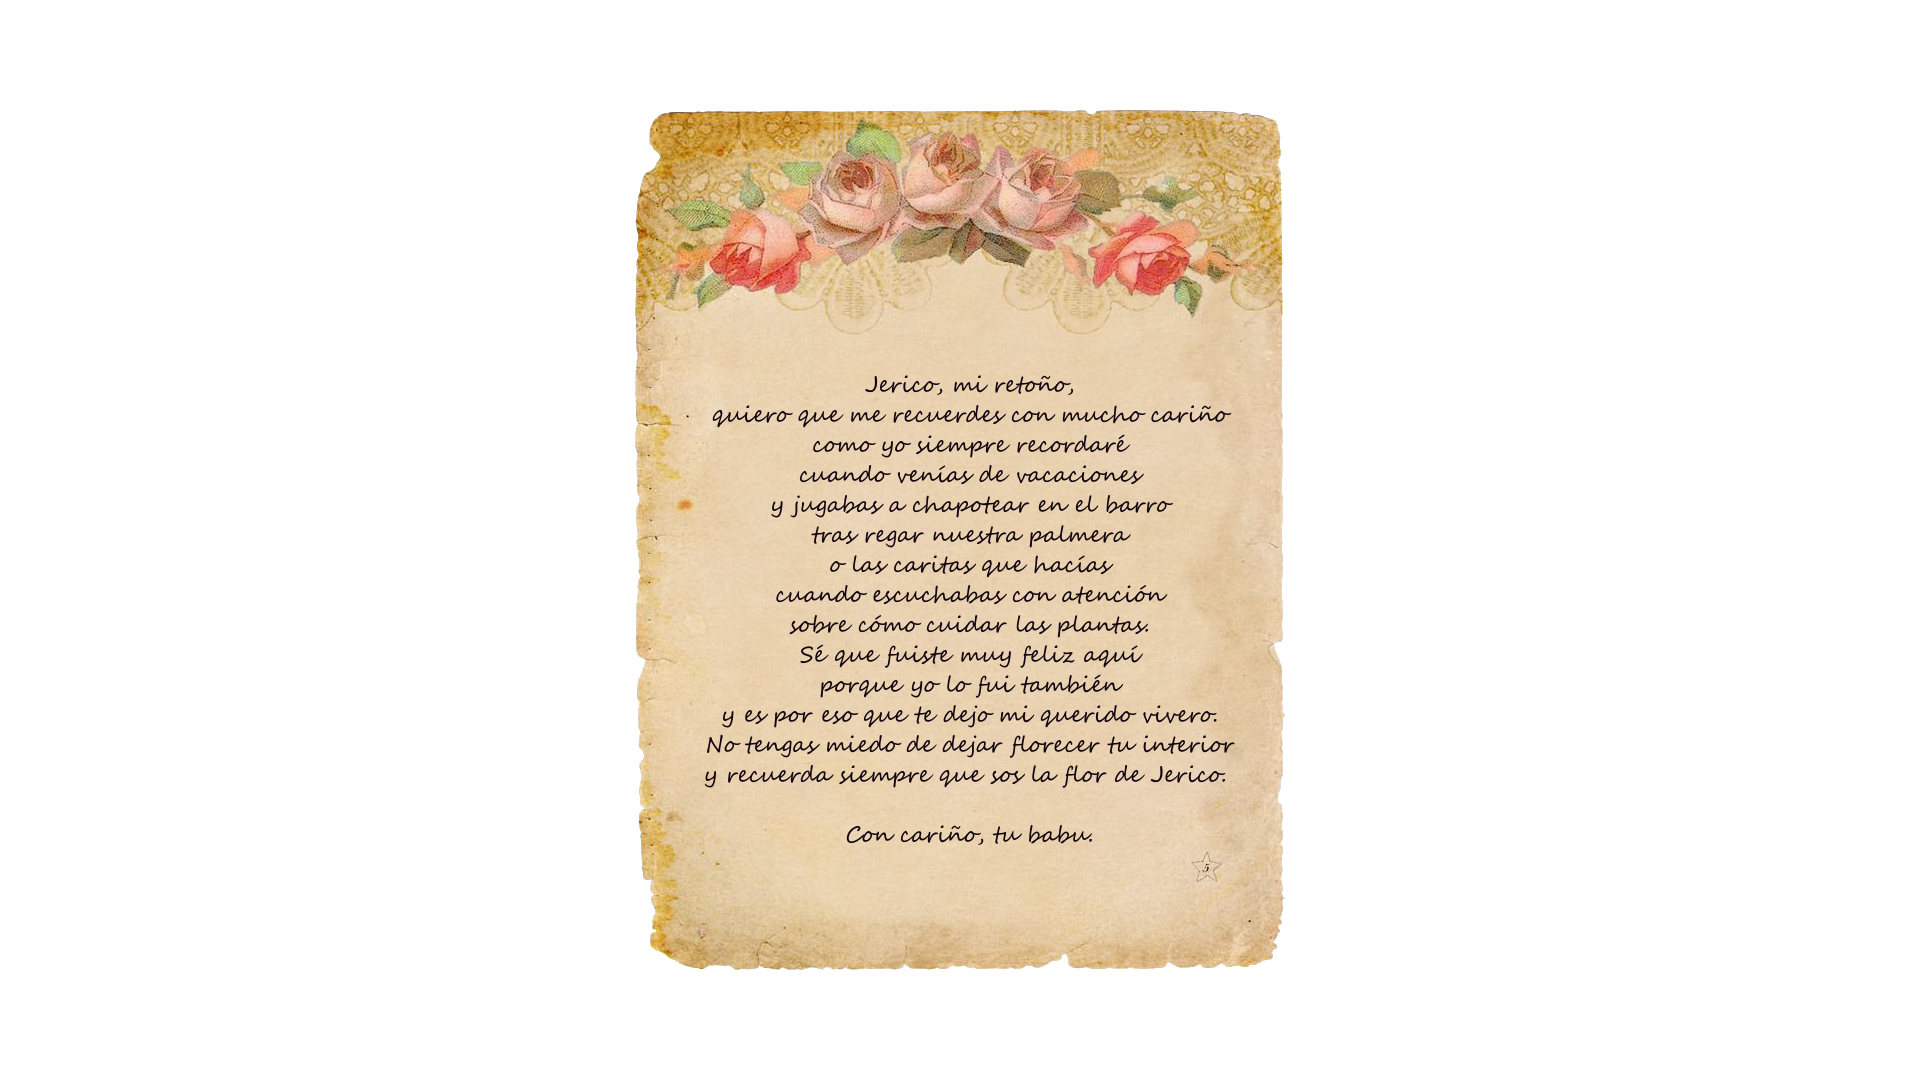 Jerico, mi retoño,
quiero que me recuerdes con mucho cariño
como yo siempre recordaré
cuando venías de vacaciones
y jugabas a chapotear en el barro
tras regar nuestra palmera
o las caritas que hacías
cuando escuchabas con atención
sobre cómo cuidar las plantas.
Sé que fuiste muy feliz aquí
porque yo lo fui también
y es por eso que te dejo mi querido vivero.
No tengas miedo de dejar florecer tu interior
y recuerda siempre que sos la flor de Jerico.
Con cariño, tu babu.
5